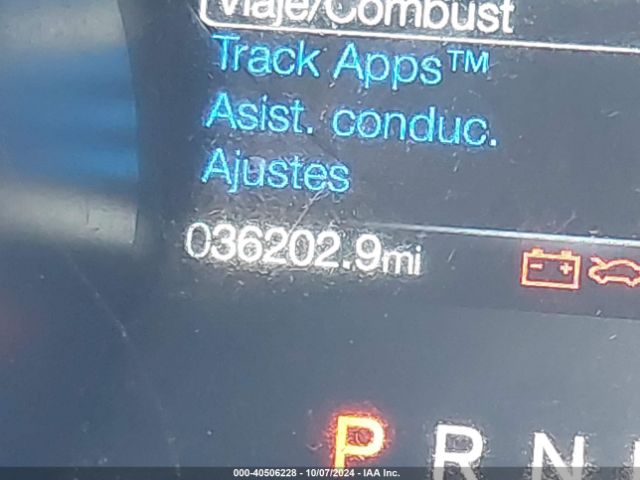 Viaje/Combust
Track Apps™
Asist. conduc.
Ajustes
036202.9mi
P R N
000-40506228 - 10/07/2024 - IAA Inc.